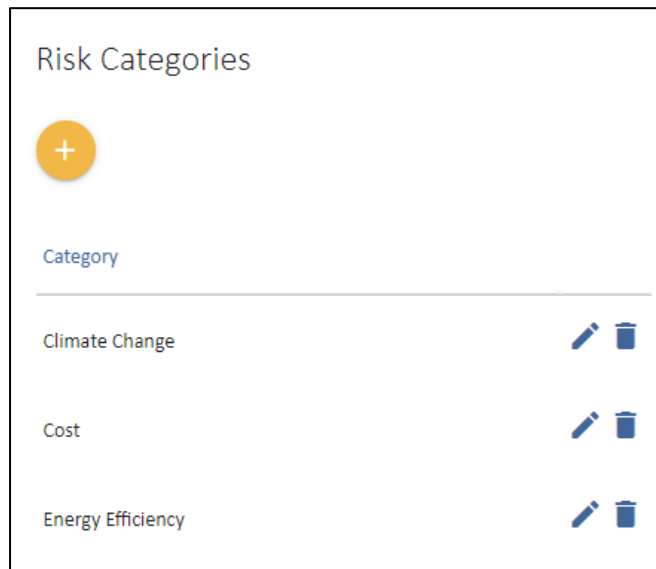 Risk Categories
+
Category
Climate Change
Cost
Energy Efficiency